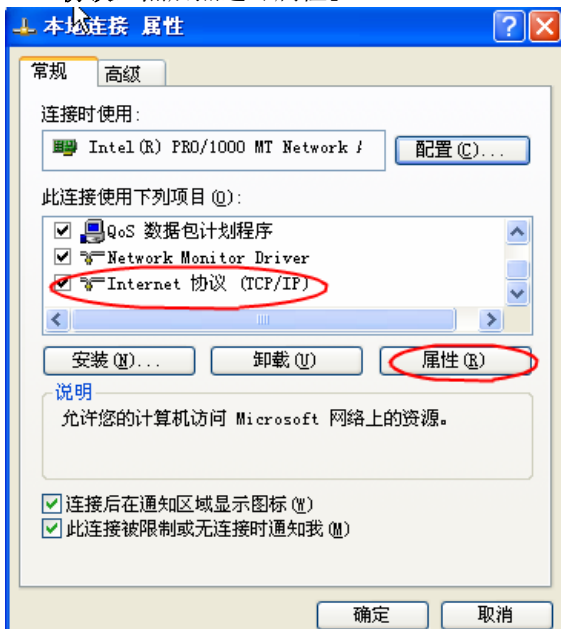 本地连接 属性
常规
高级
连接时使用:
Intel(R) PRO/1000 MT Network
配置(C)...
此连接使用下列项目(O):
QoS 数据包计划程序
Network Monitor Driver
Internet 协议 (TCP/IP)
安装(N)...
卸载(U)
属性(R)
说明
允许您的计算机访问 Microsoft 网络上的资源。
连接后在通知区域显示图标(W)
此连接被限制或无连接时通知我(M)
确定
取消